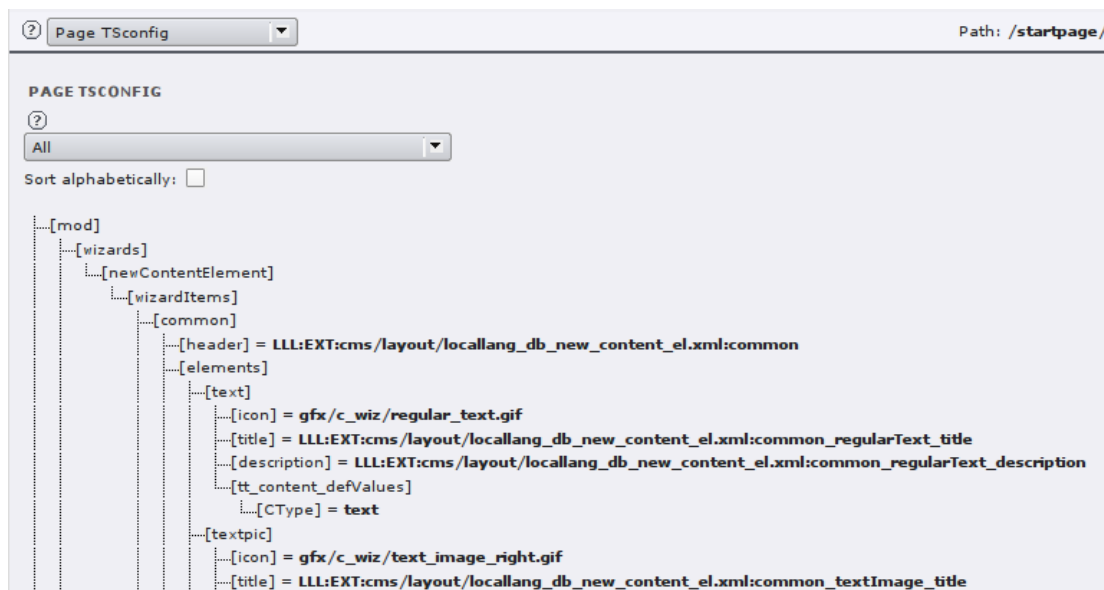 ? Page TSconfig Path: /startpage/
PAGE TSCONFIG
?
All
Sort alphabetically:
[mod]
[wizards]
[newContentElement]
[wizardItems]
[common]
[header] = LLL:EXT:cms/layout/locallang_db_new_content_el.xml:common
[elements]
[text]
[icon] = gfx/c_wiz/regular_text.gif
[title] = LLL:EXT:cms/layout/locallang_db_new_content_el.xml:common_regularText_title
[description] = LLL:EXT:cms/layout/locallang_db_new_content_el.xml:common_regularText_description
[tt_content_defValues]
[CType] = text
[textpic]
[icon] = gfx/c_wiz/text_image_right.gif
[title] = LLL:EXT:cms/layout/locallang_db_new_content_el.xml:common_textImage_title